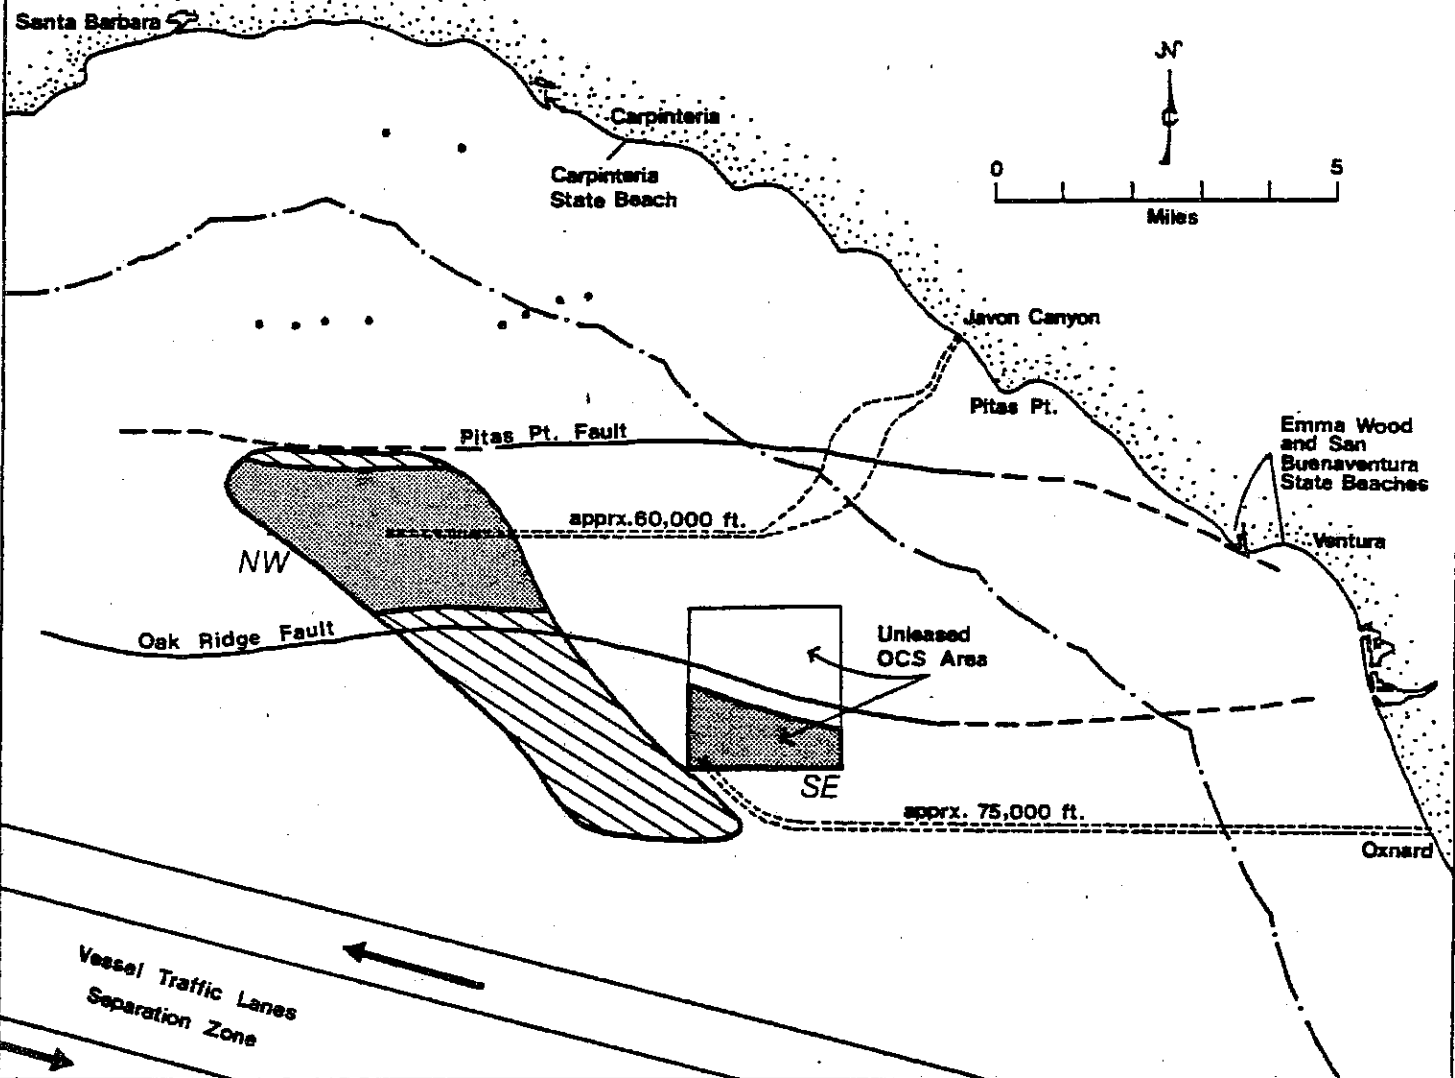 Santa Barbara
N
Carpinteria
Carpinteria
State Beach
0 5
Miles
Javon Canyon
Pitas Pt.
Emma Wood
and San
Buenaventura
State Beaches
Pitas Pt. Fault
apprx.60,000 ft.
Ventura
NW
Oak Ridge Fault
Unleased
OCS Area
SE
apprx. 75,000 ft.
Oxnard
Vessel Traffic Lanes
Separation Zone